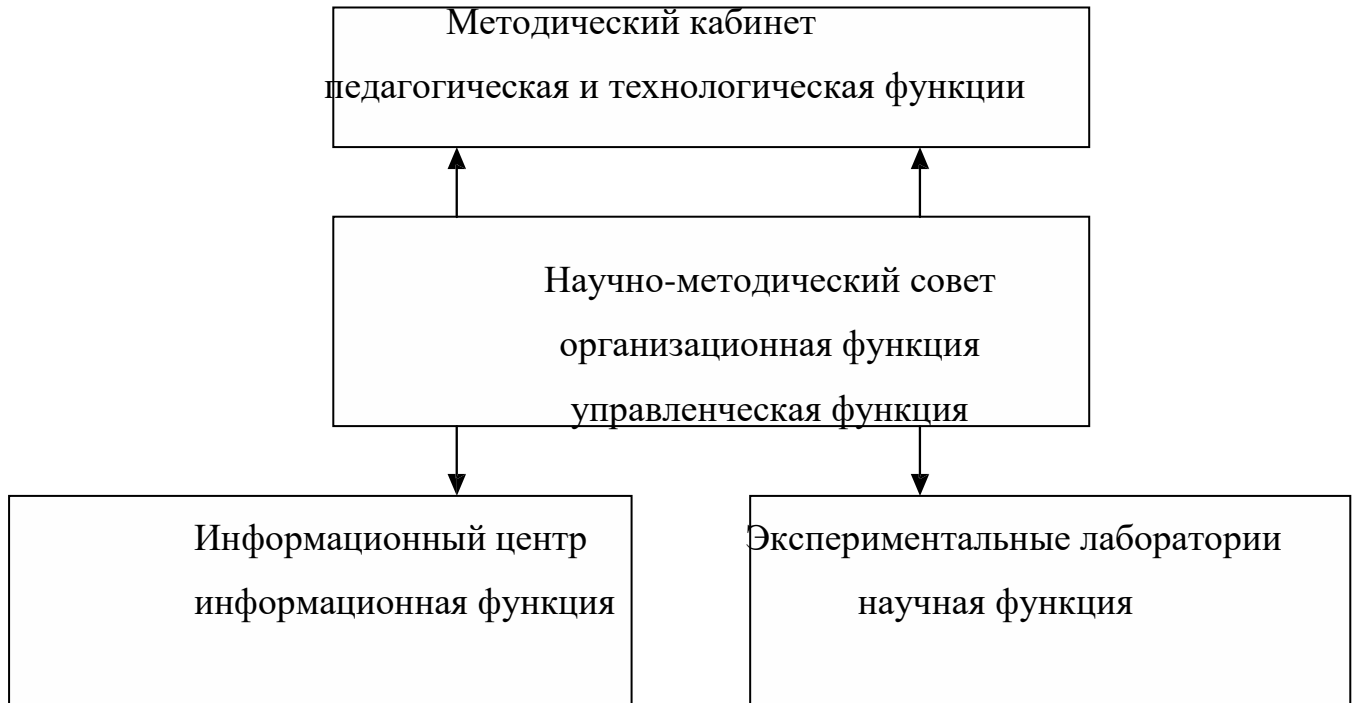 Методический кабинет
педагогическая и технологическая функции
Научно-методический совет
организационная функция
управленческая функция
Информационный центр
информационная функция
Экспериментальные лаборатории
научная функция